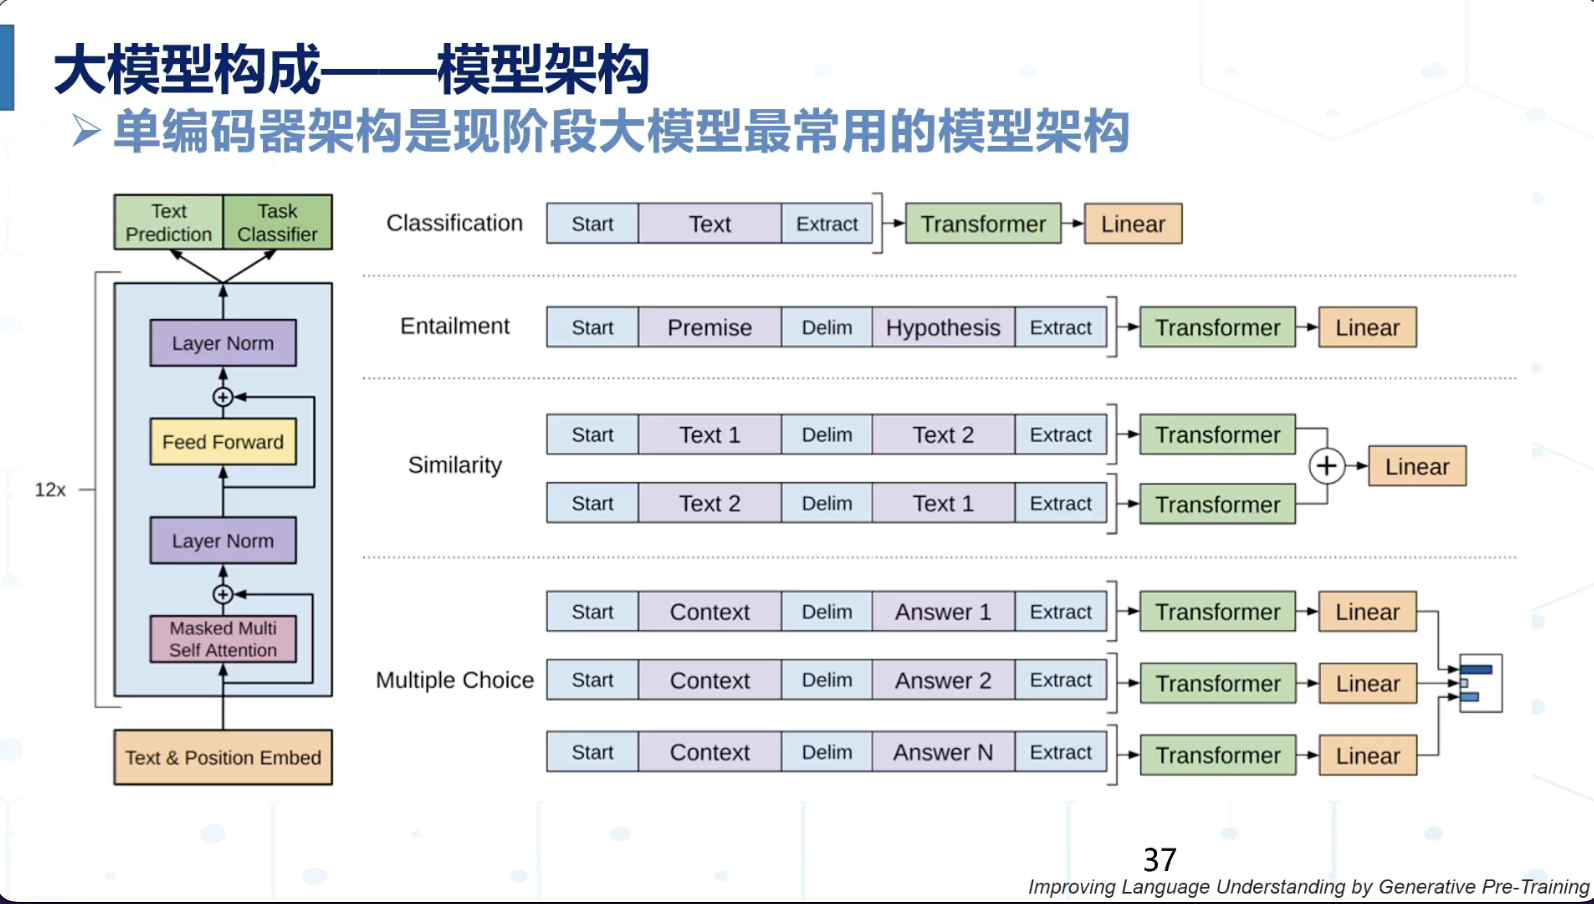 大模型构成——模型架构
➢ 单编码器架构是现阶段大模型最常用的模型架构
Text Prediction
Task Classifier
12x
Layer Norm
Feed Forward
Layer Norm
Masked Multi Self Attention
Text & Position Embed
Classification Start Text Extract Transformer Linear
Entailment Start Premise Delim Hypothesis Extract Transformer Linear
Similarity
Start Text 1 Delim Text 2 Extract Transformer
Start Text 2 Delim Text 1 Extract Transformer
+ Linear
Multiple Choice
Start Context Delim Answer 1 Extract Transformer Linear
Start Context Delim Answer 2 Extract Transformer Linear
Start Context Delim Answer N Extract Transformer Linear
37
Improving Language Understanding by Generative Pre-Training